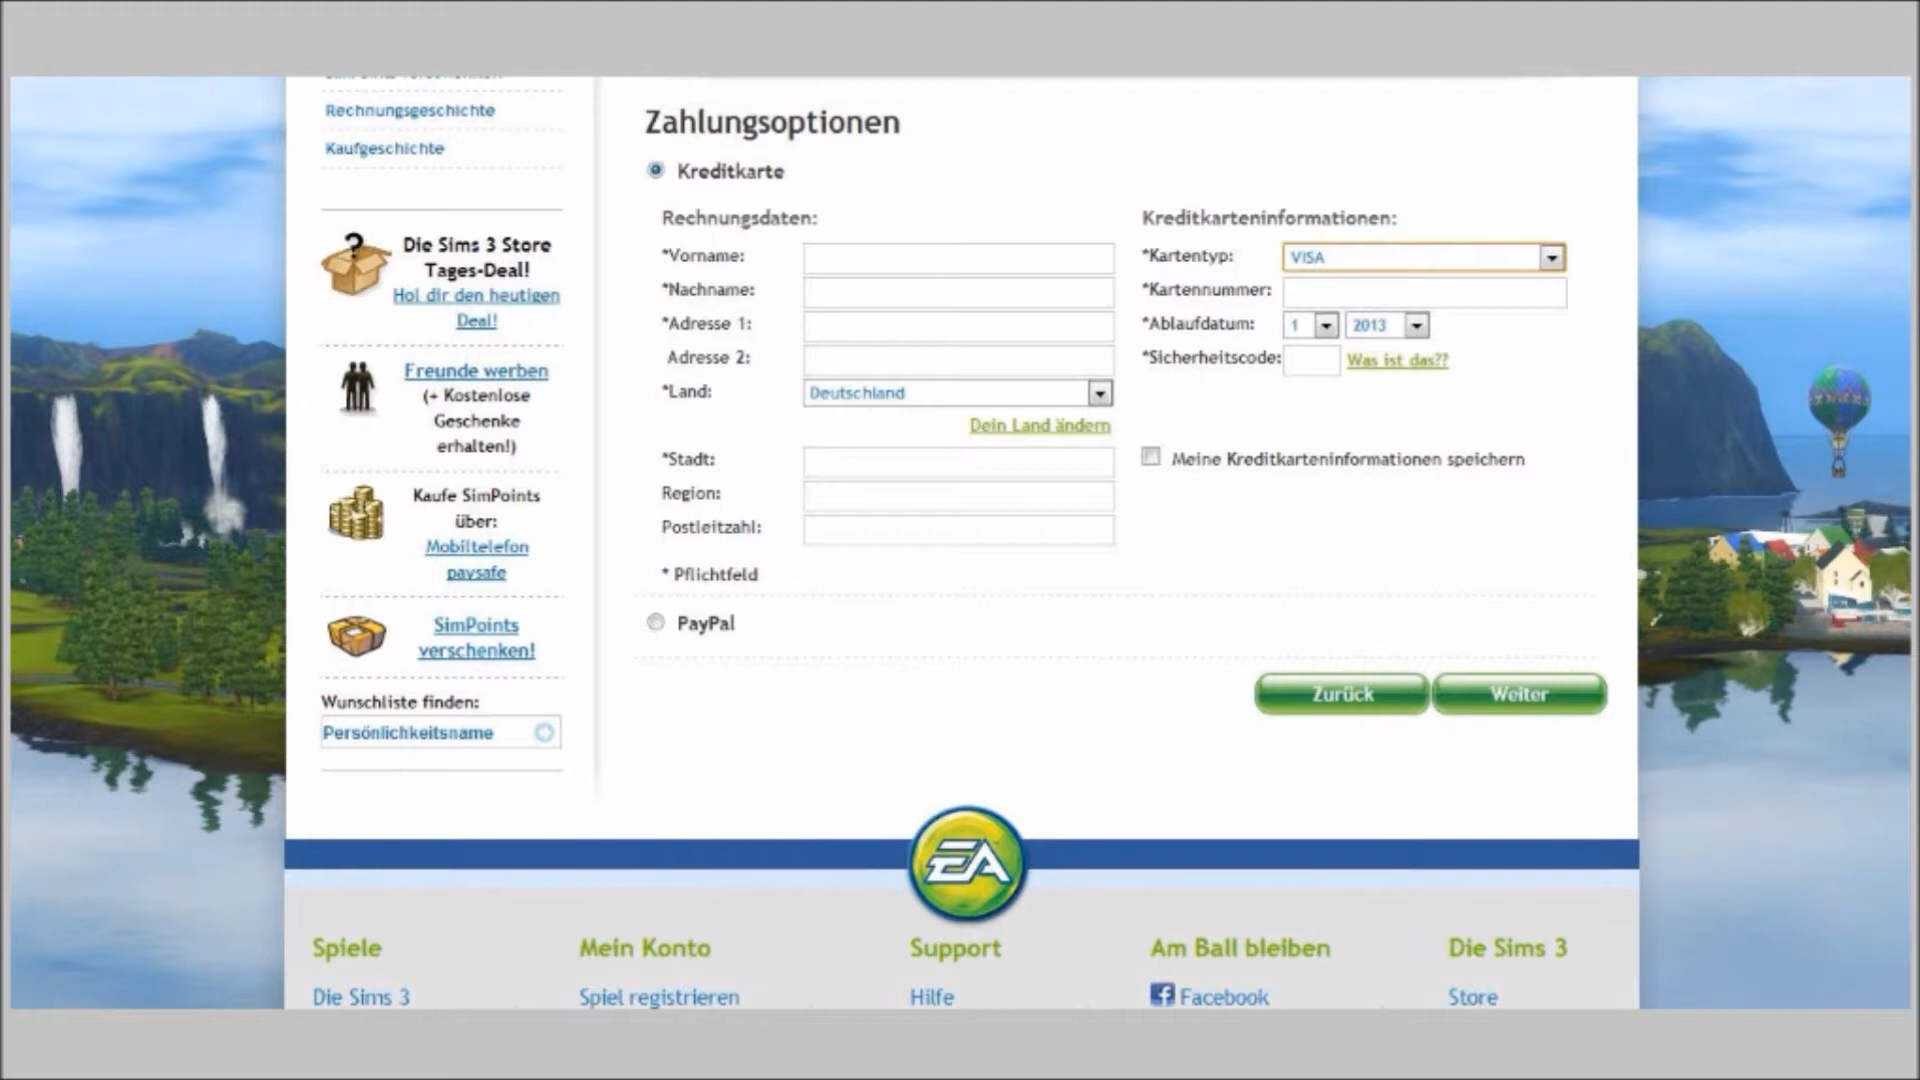 Rechnungsgeschichte
Kaufgeschichte
Die Sims 3 Store
Tages-Deal!
Hol dir den heutigen
Deal!
Freunde werben
(+ Kostenlose
Geschenke
erhalten!)
Kaufe SimPoints
über:
Mobiltelefon
paysafe
SimPoints
verschenken!
Wunschliste finden:
Persönlichkeitsname
Zahlungsoptionen
Kreditkarte
Rechnungsdaten:
*Vorname:
*Nachname:
*Adresse 1:
Adresse 2:
*Land: Deutschland
Dein Land ändern
*Stadt:
Region:
Postleitzahl:
* Pflichtfeld
Kreditkarteninformationen:
*Kartentyp: VISA
*Kartennummer:
*Ablaufdatum: 1 2013
*Sicherheitscode: Was ist das??
Meine Kreditkarteninformationen speichern
PayPal
Zurück Weiter
EA
Spiele Mein Konto Support Am Ball bleiben Die Sims 3
Die Sims 3 Spiel registrieren Hilfe Facebook Store